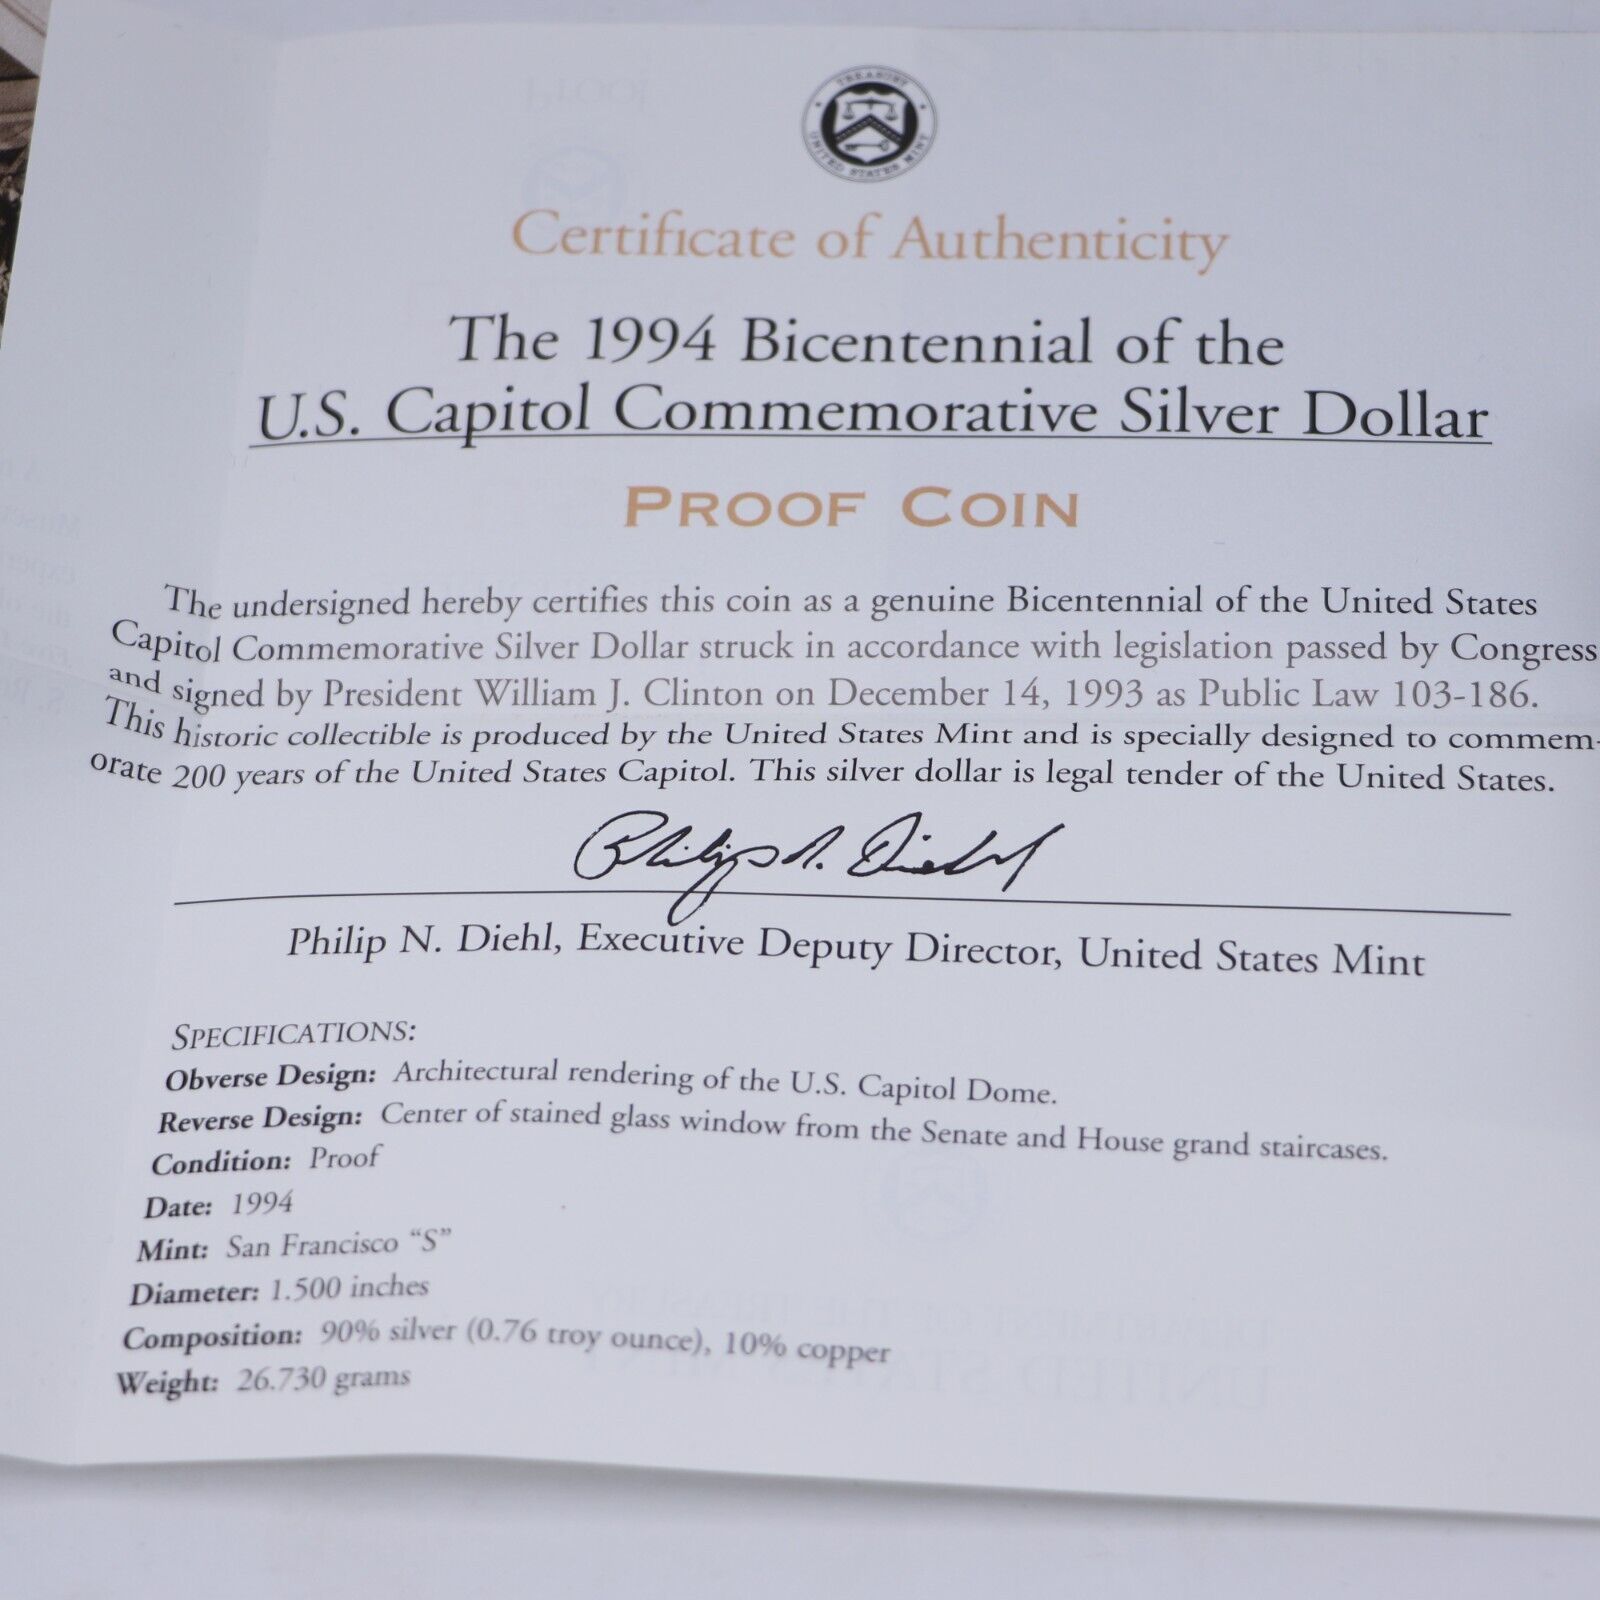 TREASURY
UNITED STATES MINT
Certificate of Authenticity
The 1994 Bicentennial of the
U.S. Capitol Commemorative Silver Dollar
PROOF COIN
The undersigned hereby certifies this coin as a genuine Bicentennial of the United States
Capitol Commemorative Silver Dollar struck in accordance with legislation passed by Congress
and signed by President William J. Clinton on December 14, 1993 as Public Law 103-186.
This historic collectible is produced by the United States Mint and is specially designed to commem-
orate 200 years of the United States Capitol. This silver dollar is legal tender of the United States.
Philip N. Diehl
Philip N. Diehl, Executive Deputy Director, United States Mint
SPECIFICATIONS:
Obverse Design: Architectural rendering of the U.S. Capitol Dome.
Reverse Design: Center of stained glass window from the Senate and House grand staircases.
Condition: Proof
Date: 1994
Mint: San Francisco “S”
Diameter: 1.500 inches
Composition: 90% silver (0.76 troy ounce), 10% copper
Weight: 26.730 grams